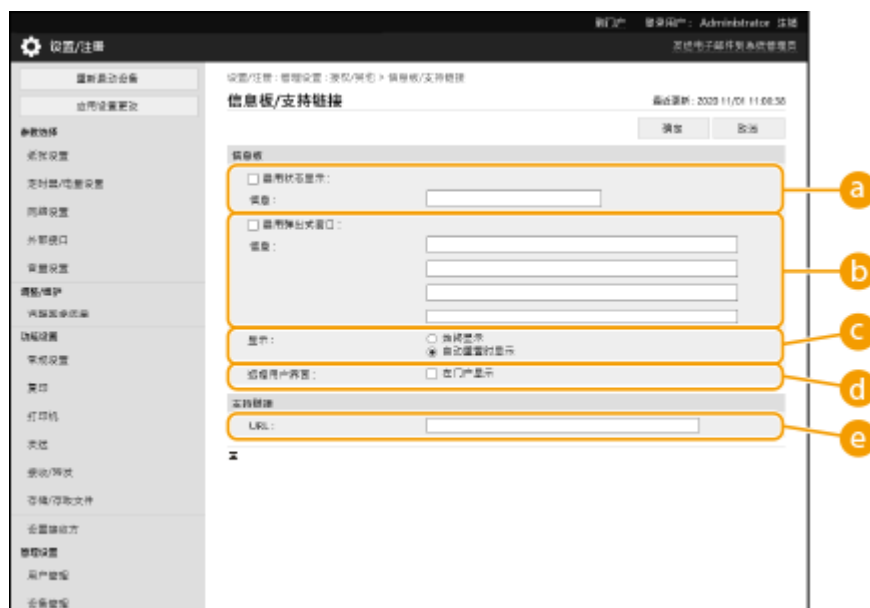 到门户 登录用户: Administrator 注销
设置/注册
发送电子邮件到系统管理员
重新启动设备
应用设置更改
参数选择
纸张设置
定时器/电量设置
网络设置
外部接口
音量设置
调整/维护
调整图像质量
功能设置
常规设置
复印
打印机
发送
接收/转发
存储/存取文件
设置接收方
管理设置
用户管理
设备管理
设置/注册 : 管理设置 : 授权/其他 > 信息板/支持链接
信息板/支持链接
最近更新 : 2020 11/01 11:08:38
确定
取消
信息板
启用状态显示 :
信息 :
a
启用弹出式窗口 :
信息 :
b
显示 :
始终显示
自动重置时显示
c
远程用户界面 :
在门户显示
d
支持链接
URL :
e